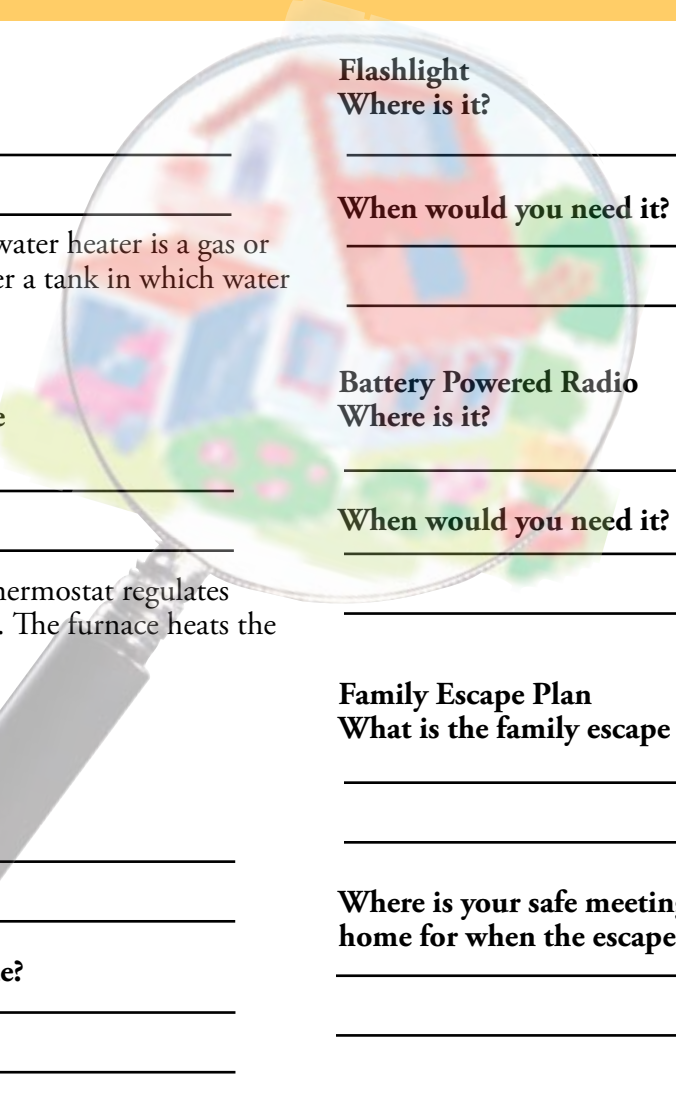 water heater is a gas or
er a tank in which water
e
hermostat regulates
. The furnace heats the
e?
Flashlight
Where is it?
When would you need it?
Battery Powered Radio
Where is it?
When would you need it?
Family Escape Plan
What is the family escape
Where is your safe meeting
home for when the escape